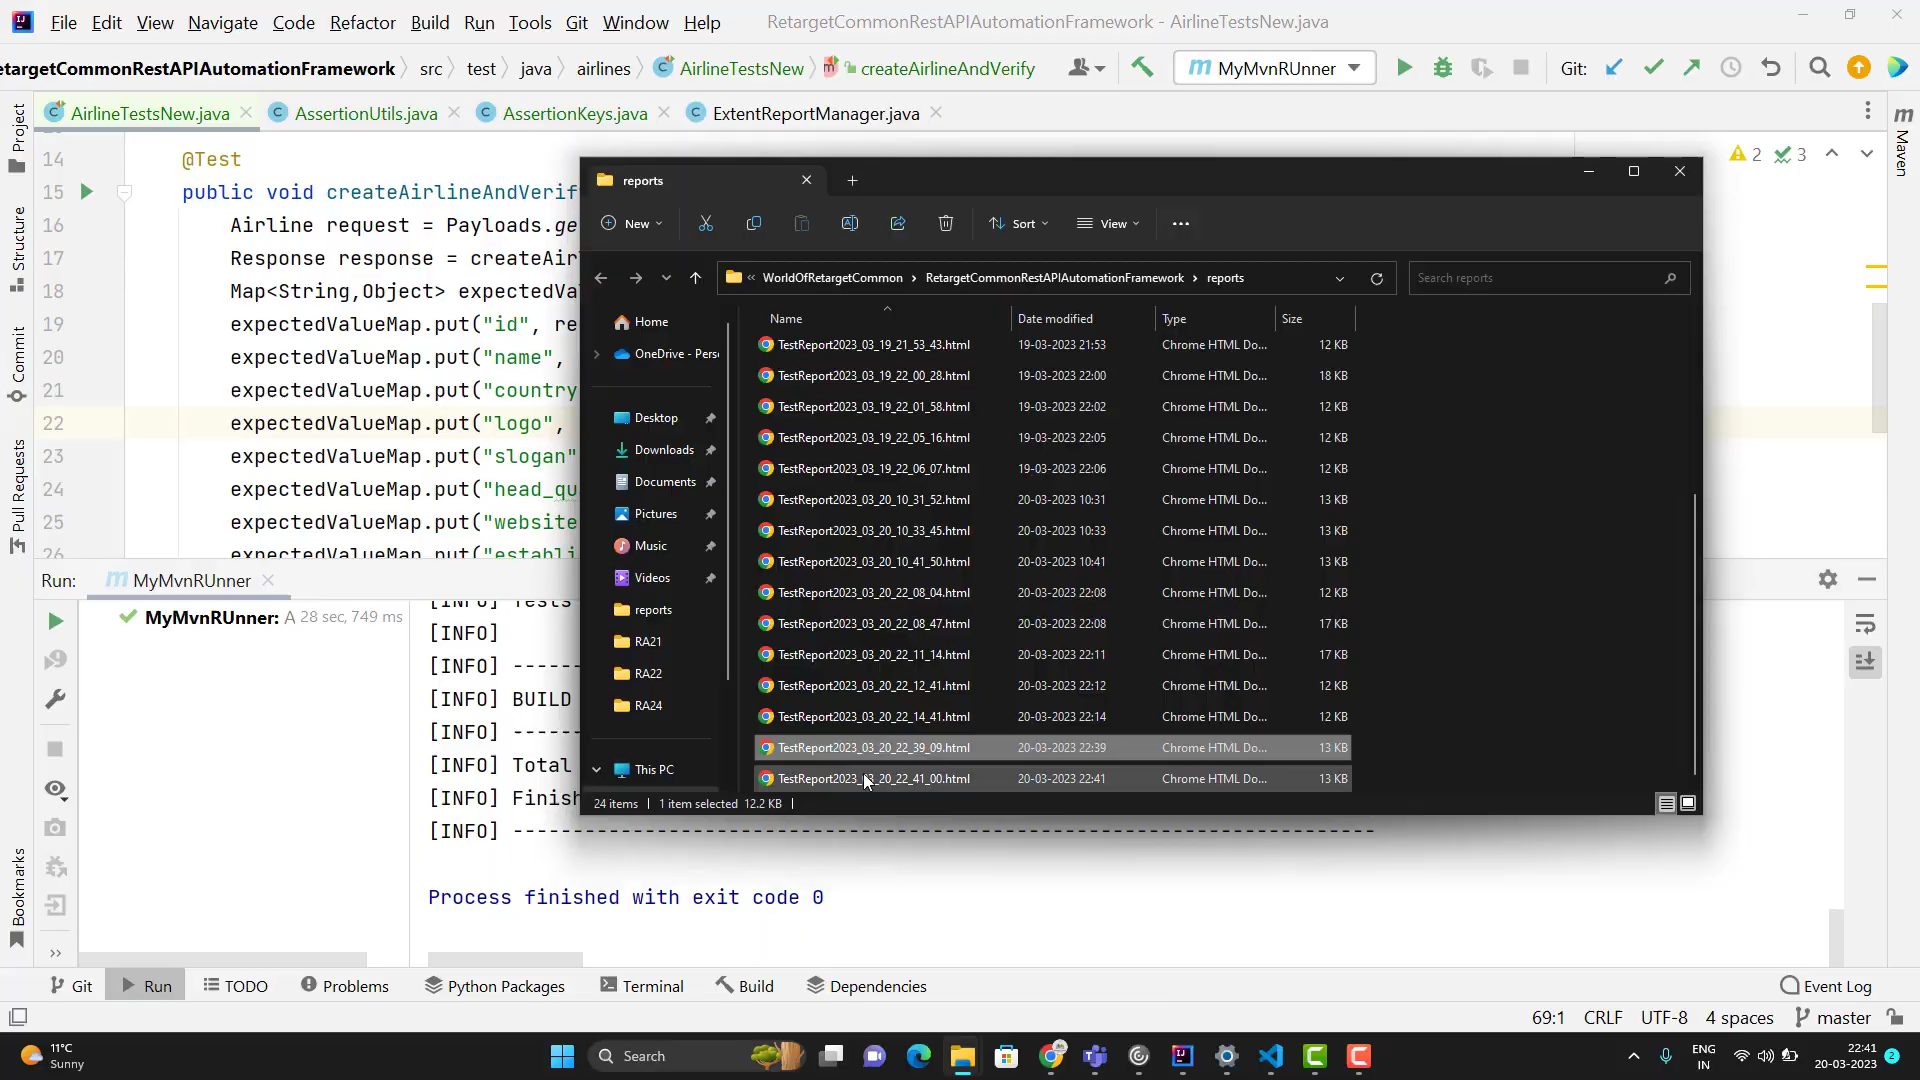 File Edit View Navigate Code Refactor Build Run Tools Git Window Help RetargetCommonRestAPIAutomationFramework - AirlineTestsNew.java
etargetCommonRestAPIAutomationFramework src test java airlines AirlineTestsNew createAirlineAndVerify MyMvnRUnner Git:
AirlineTestsNew.java AssertionUtils.java AssertionKeys.java ExtentReportManager.java
Project
Structure
Commit
Pull Requests
Bookmarks
Maven
2 3
14 @Test
15 public void createAirlineAndVerif
16 Airline request = Payloads.ge
17 Response response = createAir
18 Map<String,Object> expectedVa
19 expectedValueMap.put("id", re
20 expectedValueMap.put("name",
21 expectedValueMap.put("country
22 expectedValueMap.put("logo",
23 expectedValueMap.put("slogan"
24 expectedValueMap.put("head_qu
25 expectedValueMap.put("website
26 expectedValueMap.put("establi
reports
New Sort View
« WorldOfRetargetCommon RetargetCommonRestAPIAutomationFramework reports Search reports
Home
OneDrive - Pers
Desktop
Downloads
Documents
Pictures
Music
Videos
reports
RA21
RA22
RA24
This PC
Name Date modified Type Size
TestReport2023_03_19_21_53_43.html 19-03-2023 21:53 Chrome HTML Do... 12 KB
TestReport2023_03_19_22_00_28.html 19-03-2023 22:00 Chrome HTML Do... 18 KB
TestReport2023_03_19_22_01_58.html 19-03-2023 22:02 Chrome HTML Do... 12 KB
TestReport2023_03_19_22_05_16.html 19-03-2023 22:05 Chrome HTML Do... 12 KB
TestReport2023_03_19_22_06_07.html 19-03-2023 22:06 Chrome HTML Do... 12 KB
TestReport2023_03_20_10_31_52.html 20-03-2023 10:31 Chrome HTML Do... 13 KB
TestReport2023_03_20_10_33_45.html 20-03-2023 10:33 Chrome HTML Do... 13 KB
TestReport2023_03_20_10_41_50.html 20-03-2023 10:41 Chrome HTML Do... 13 KB
TestReport2023_03_20_22_08_04.html 20-03-2023 22:08 Chrome HTML Do... 12 KB
TestReport2023_03_20_22_08_47.html 20-03-2023 22:08 Chrome HTML Do... 17 KB
TestReport2023_03_20_22_11_14.html 20-03-2023 22:11 Chrome HTML Do... 17 KB
TestReport2023_03_20_22_12_41.html 20-03-2023 22:12 Chrome HTML Do... 12 KB
TestReport2023_03_20_22_14_41.html 20-03-2023 22:14 Chrome HTML Do... 12 KB
TestReport2023_03_20_22_39_09.html 20-03-2023 22:39 Chrome HTML Do... 13 KB
TestReport2023_03_20_22_41_00.html 20-03-2023 22:41 Chrome HTML Do... 13 KB
24 items 1 item selected 12.2 KB
Run: MyMvnRUnner
MyMvnRUnner: A 28 sec, 749 ms
[INFO] Tests
[INFO]
[INFO] -----
[INFO] BUILD
[INFO] -----
[INFO] Total
[INFO] Finish
[INFO] ------------------------------------------------------------------------
Process finished with exit code 0
Git Run TODO Problems Python Packages Terminal Build Dependencies Event Log
69:1 CRLF UTF-8 4 spaces master
11°C
Sunny
Search
ENG
IN
22:41
20-03-2023
2